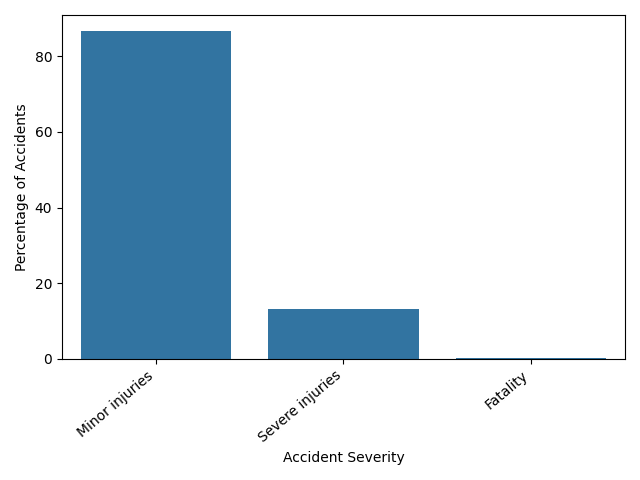 80
60
40
20
0
Percentage of Accidents
Minor injuries
Severe injuries
Fatality
Accident Severity